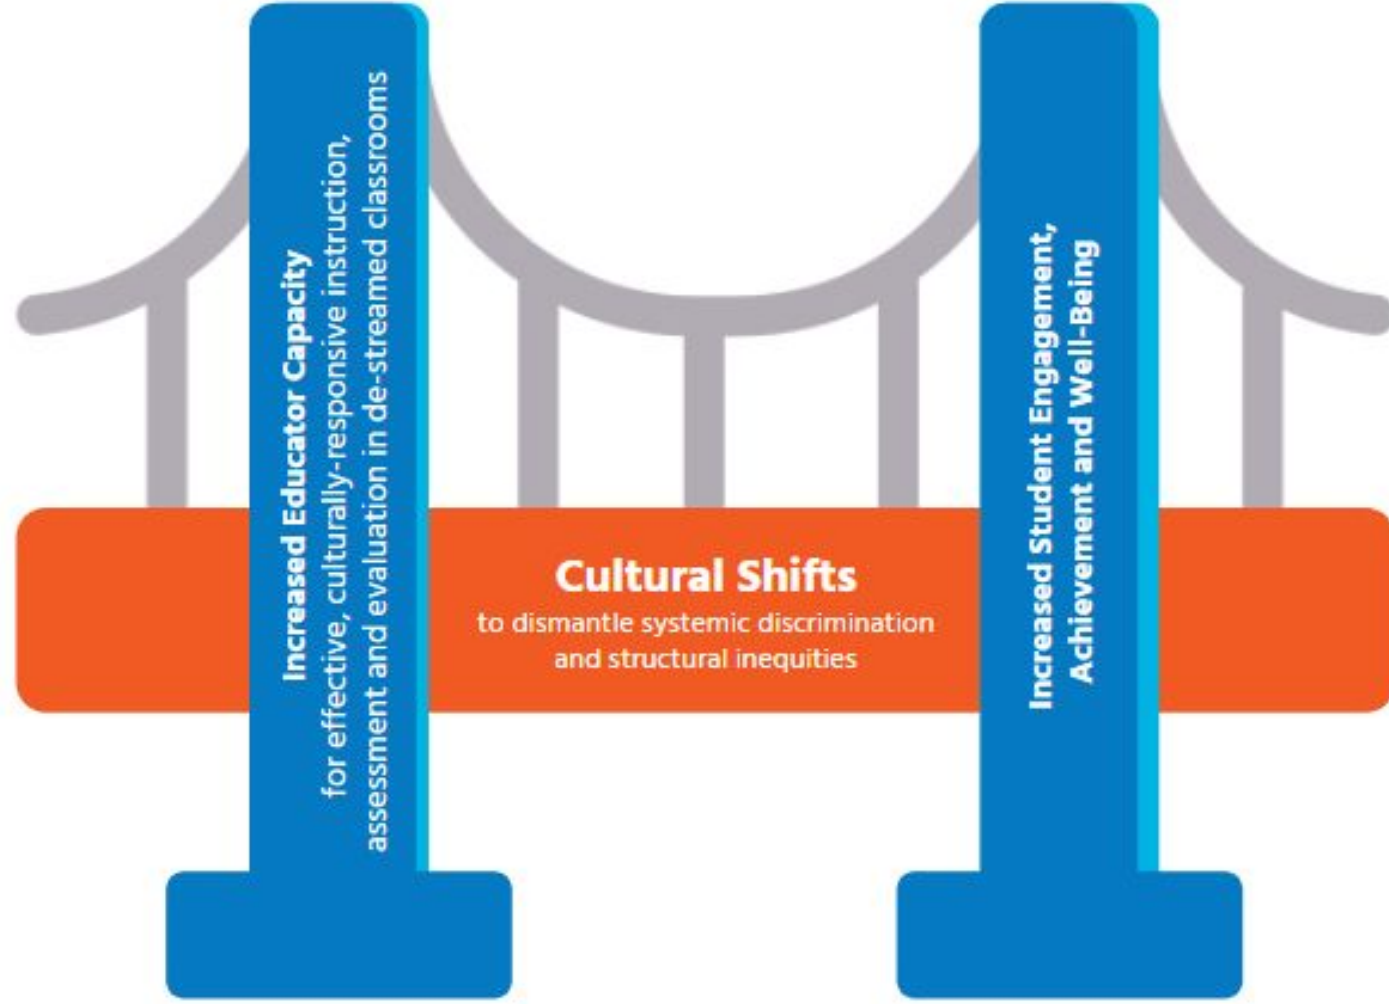 Increased Educator Capacity
for effective, culturally-responsive instruction,
assessment and evaluation in de-streamed classrooms
Cultural Shifts
to dismantle systemic discrimination
and structural inequities
Increased Student Engagement,
Achievement and Well-Being